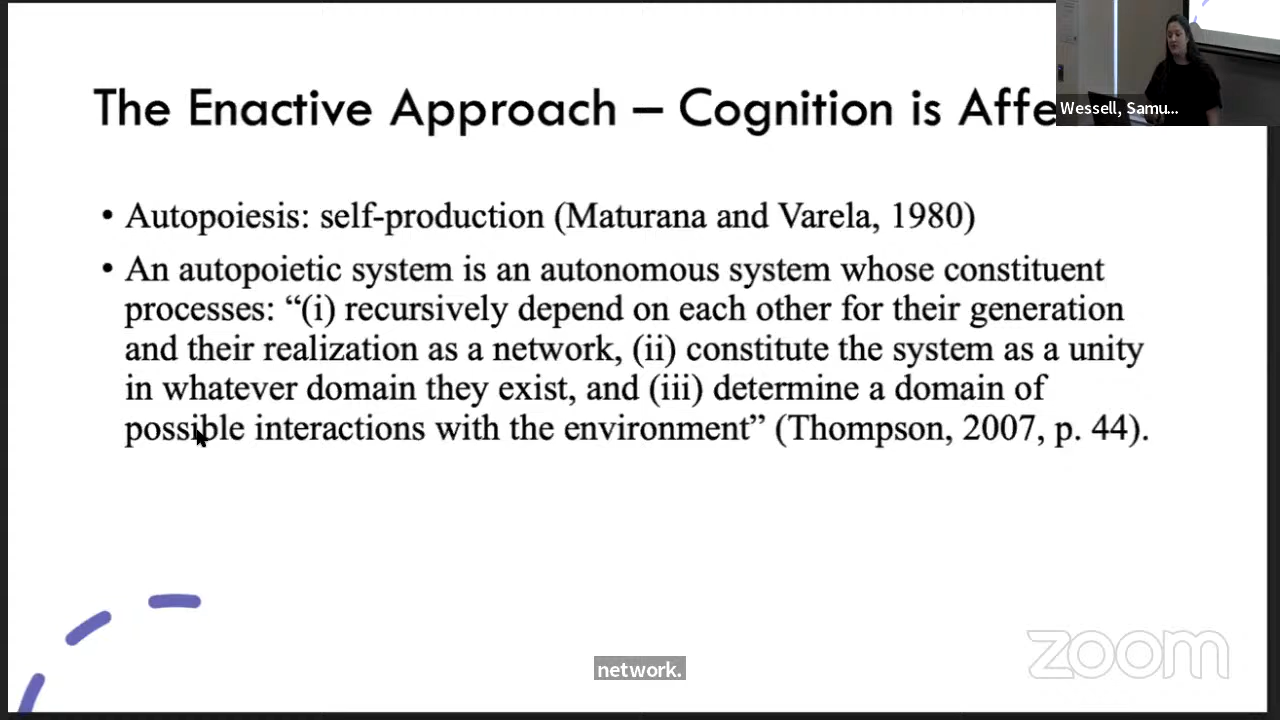 The Enactive Approach – Cognition is Affe
Wessell, Samu...
• Autopoiesis: self-production (Maturana and Varela, 1980)
• An autopoietic system is an autonomous system whose constituent
processes: “(i) recursively depend on each other for their generation
and their realization as a network, (ii) constitute the system as a unity
in whatever domain they exist, and (iii) determine a domain of
possible interactions with the environment” (Thompson, 2007, p. 44).
network.
zoom